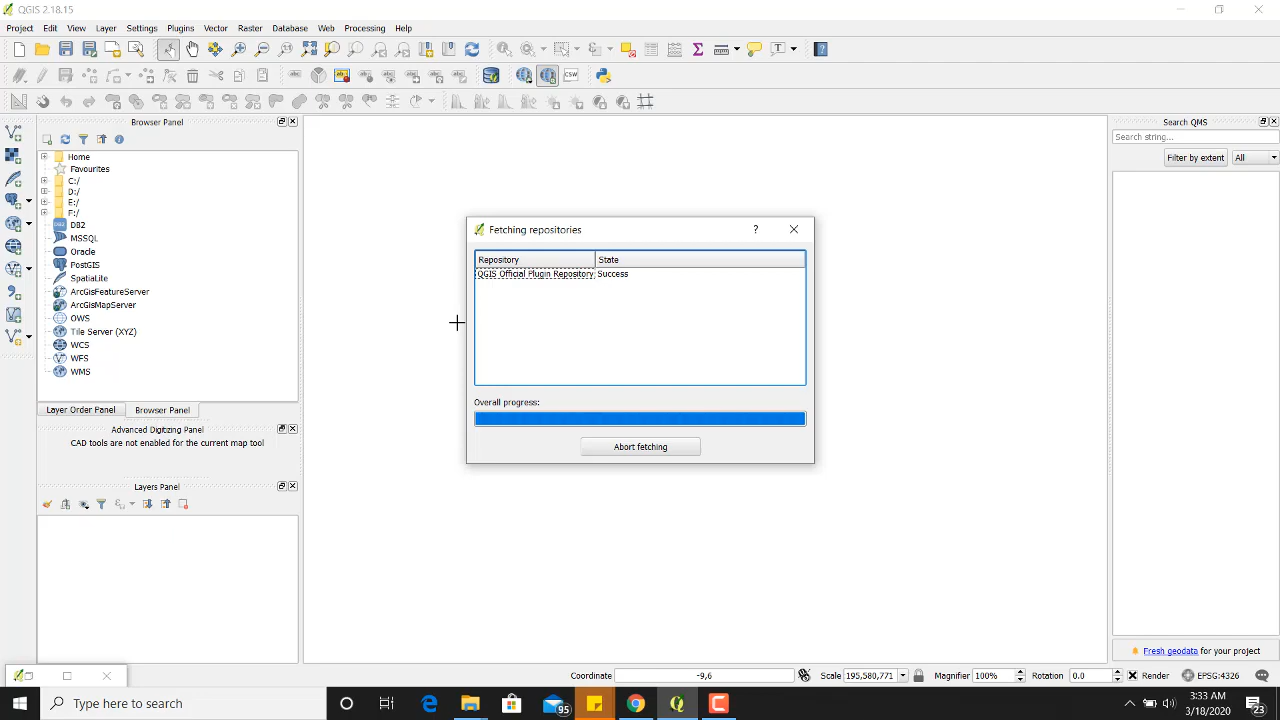 QGIS 2.18.15
Project Edit View Layer Settings Plugins Vector Raster Database Web Processing Help
CSW
Browser Panel
Search QMS
Search string...
Filter by extent All
Home
Favourites
C:/
D:/
E:/
F:/
DB2
MSSQL
Oracle
PostGIS
SpatiaLite
ArcGisFeatureServer
ArcGisMapServer
OWS
Tile Server (XYZ)
WCS
WFS
WMS
Layer Order Panel Browser Panel
Advanced Digitizing Panel
CAD tools are not enabled for the current map tool
Layers Panel
Fetching repositories
Repository State
QGIS Official Plugin Repository Success
Overall progress:
Abort fetching
Fresh geodata for your project
Coordinate -9,6 Scale 195,580,771 Magnifier 100% Rotation 0.0 Render EPSG:4326
Type here to search
95
3:33 AM
3/18/2020
23